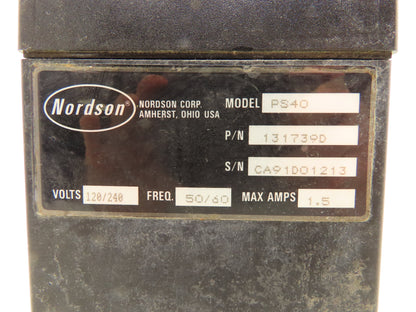 Nordson
NORDSON CORP.
AMHERST, OHIO USA
MODEL PS40
P/N 131739D
S/N CA91D01213
VOLTS 120/240 FREQ. 50/60 MAX AMPS 1.5